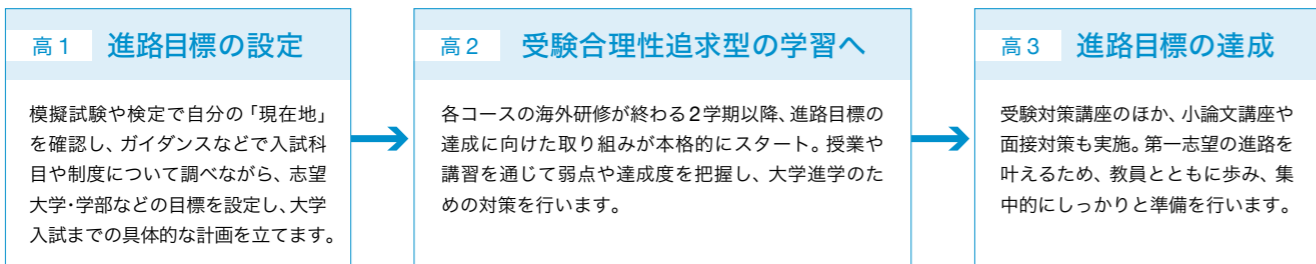 高1 進路目標の設定
模擬試験や検定で自分の「現在地」
を確認し、ガイダンスなどで入試科
目や制度について調べながら、志望
大学・学部などの目標を設定し、大学
入試までの具体的な計画を立てます。
高2 受験合理性追求型の学習へ
各コースの海外研修が終わる2学期以降、進路目標の
達成に向けた取り組みが本格的にスタート。授業や
講習を通じて弱点や達成度を把握し、大学進学のた
めの対策を行います。
高3 進路目標の達成
受験対策講座のほか、小論文講座や
面接対策も実施。第一志望の進路を
叶えるため、教員とともに歩み、集
中的にしっかりと準備を行います。